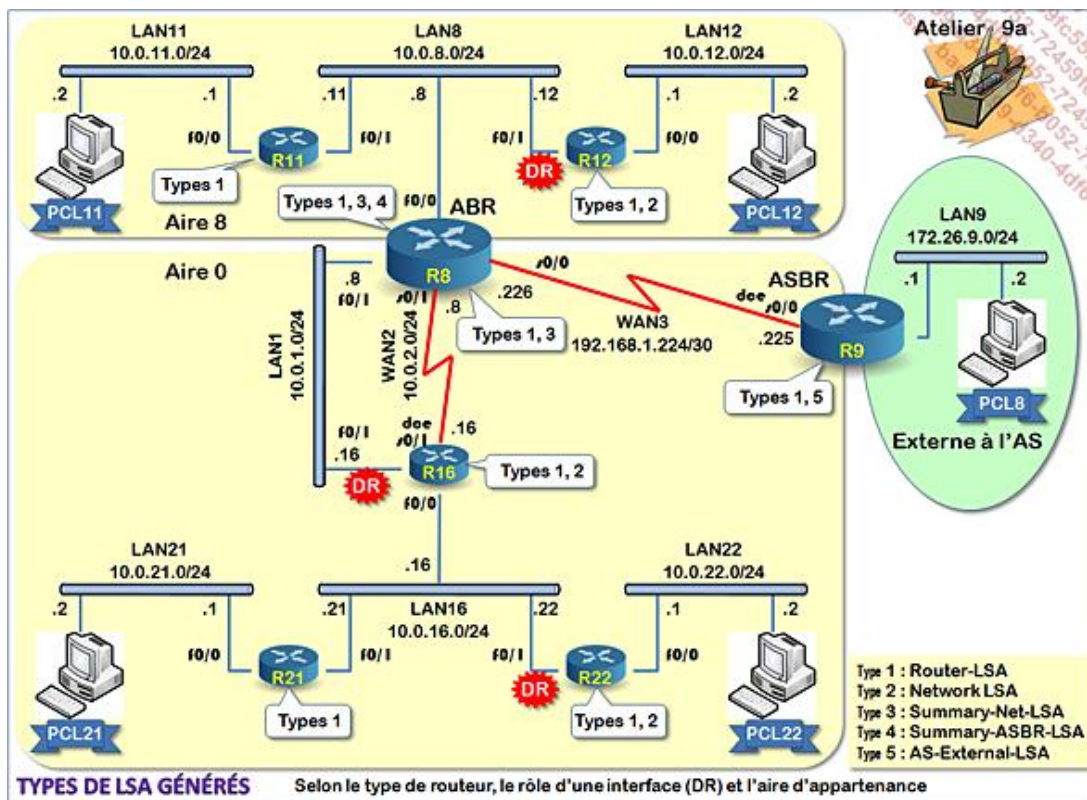 LAN11
10.0.11.0/24
LAN8
10.0.8.0/24
LAN12
10.0.12.0/24
Atelier 9a
.2
.1
.11
.8
.12
.1
.2
f0/0
f0/1
f0/1
f0/0
R11
DR
R12
PCL11
Types 1
Types 1, 3, 4
f0/0
ABR
Types 1, 2
PCL12
Aire 8
LAN9
172.26.9.0/24
Aire 0
.8
f0/1
R8
s0/0
s0/1
.8
.226
ASBR
dce
s0/0
.1
.2
LAN1
10.0.1.0/24
WAN2
10.0.2.0/24
Types 1, 3
WAN3
192.168.1.224/30
.225
R9
Types 1, 5
PCL8
Externe à l'AS
f0/1
.16
dce
s0/1
.16
DR
R16
Types 1, 2
f0/0
LAN21
10.0.21.0/24
.16
LAN22
10.0.22.0/24
.2
.1
.21
LAN16
10.0.16.0/24
.22
.1
.2
f0/0
f0/1
f0/1
f0/0
R21
DR
R22
PCL21
Types 1
Types 1, 2
PCL22
Type 1 : Router-LSA
Type 2 : Network LSA
Type 3 : Summary-Net-LSA
Type 4 : Summary-ASBR-LSA
Type 5 : AS-External-LSA
TYPES DE LSA GÉNÉRÉS
Selon le type de routeur, le rôle d'une interface (DR) et l'aire d'appartenance